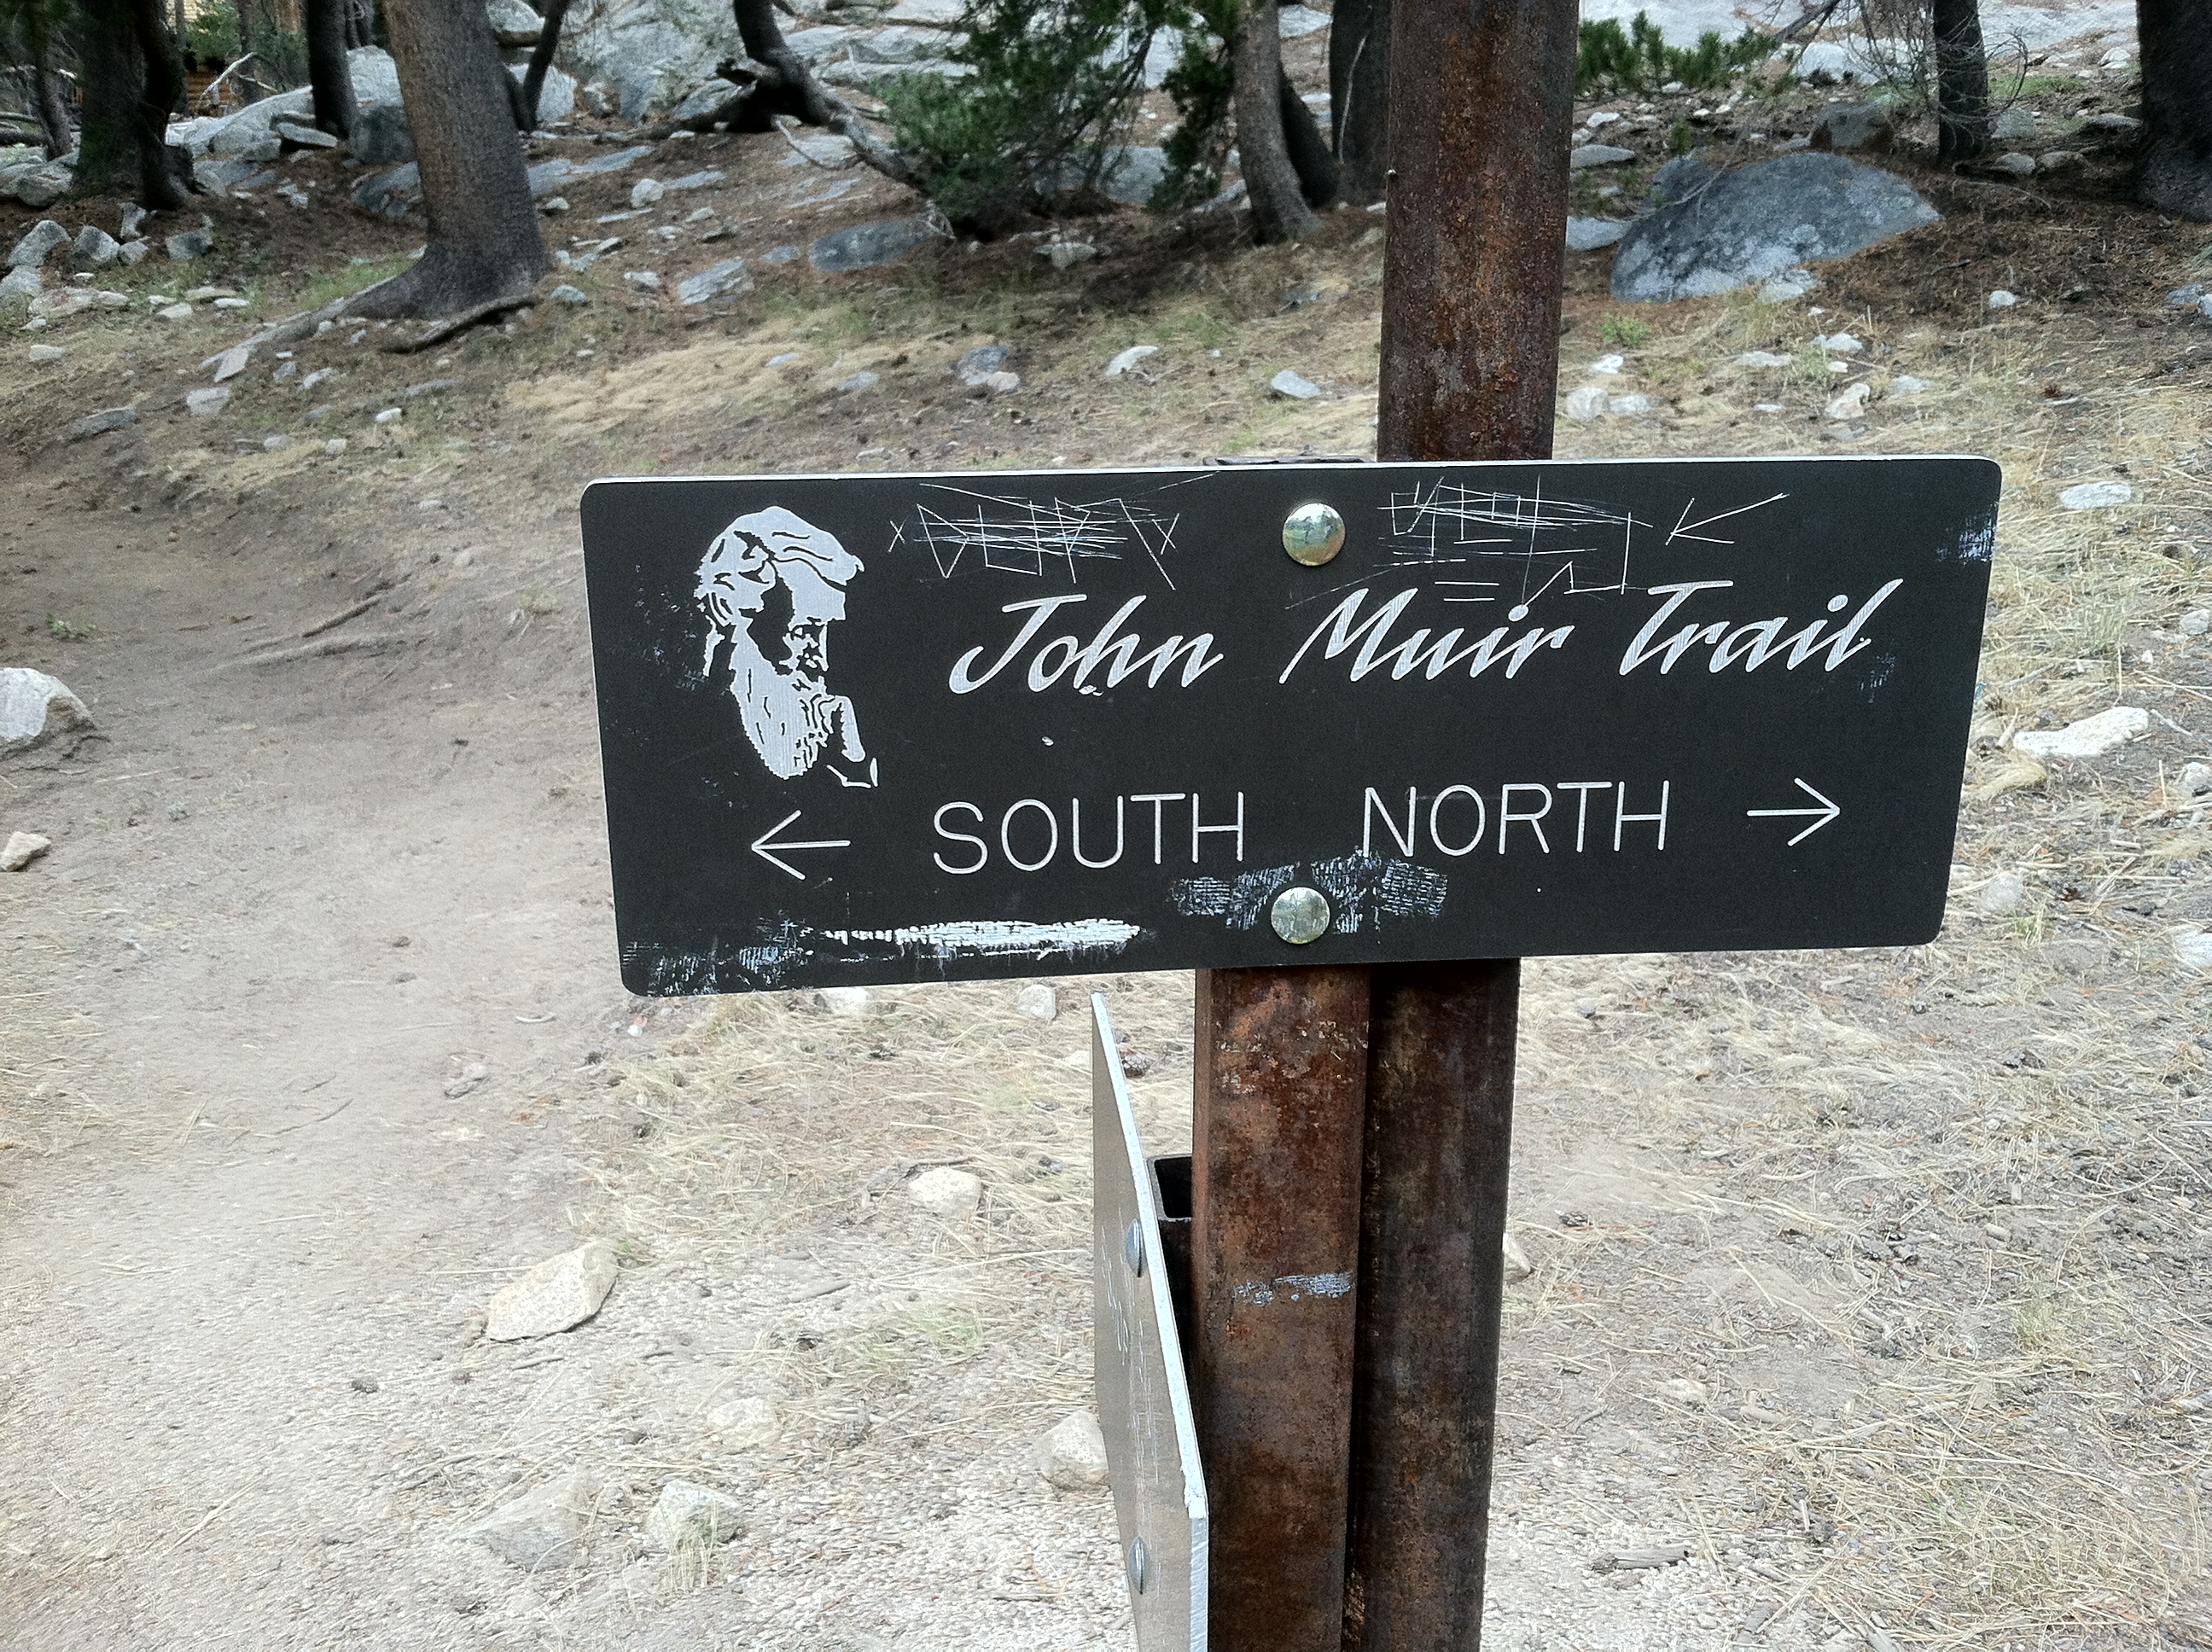 John Muir Trail
← SOUTH NORTH →